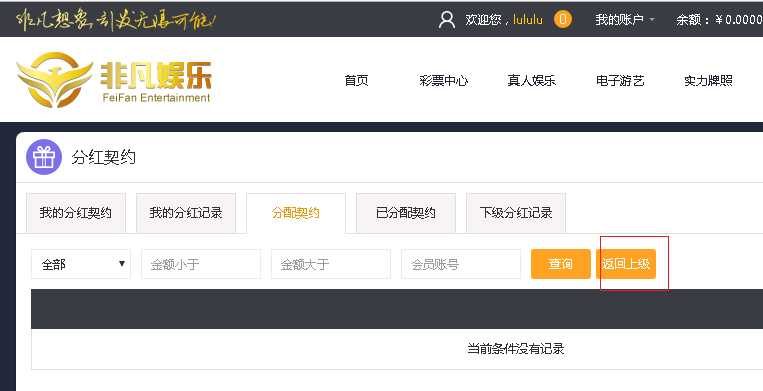 非凡想象,引发无限可能!
欢迎您，lululu 0 我的账户 余额：￥0.0000
非凡娱乐
FeiFan Entertainment
首页 彩票中心 真人娱乐 电子游艺 实力牌照
分红契约
我的分红契约 我的分红记录 分配契约 已分配契约 下级分红记录
全部 金额小于 金额大于 会员账号 查询 返回上级
当前条件没有记录